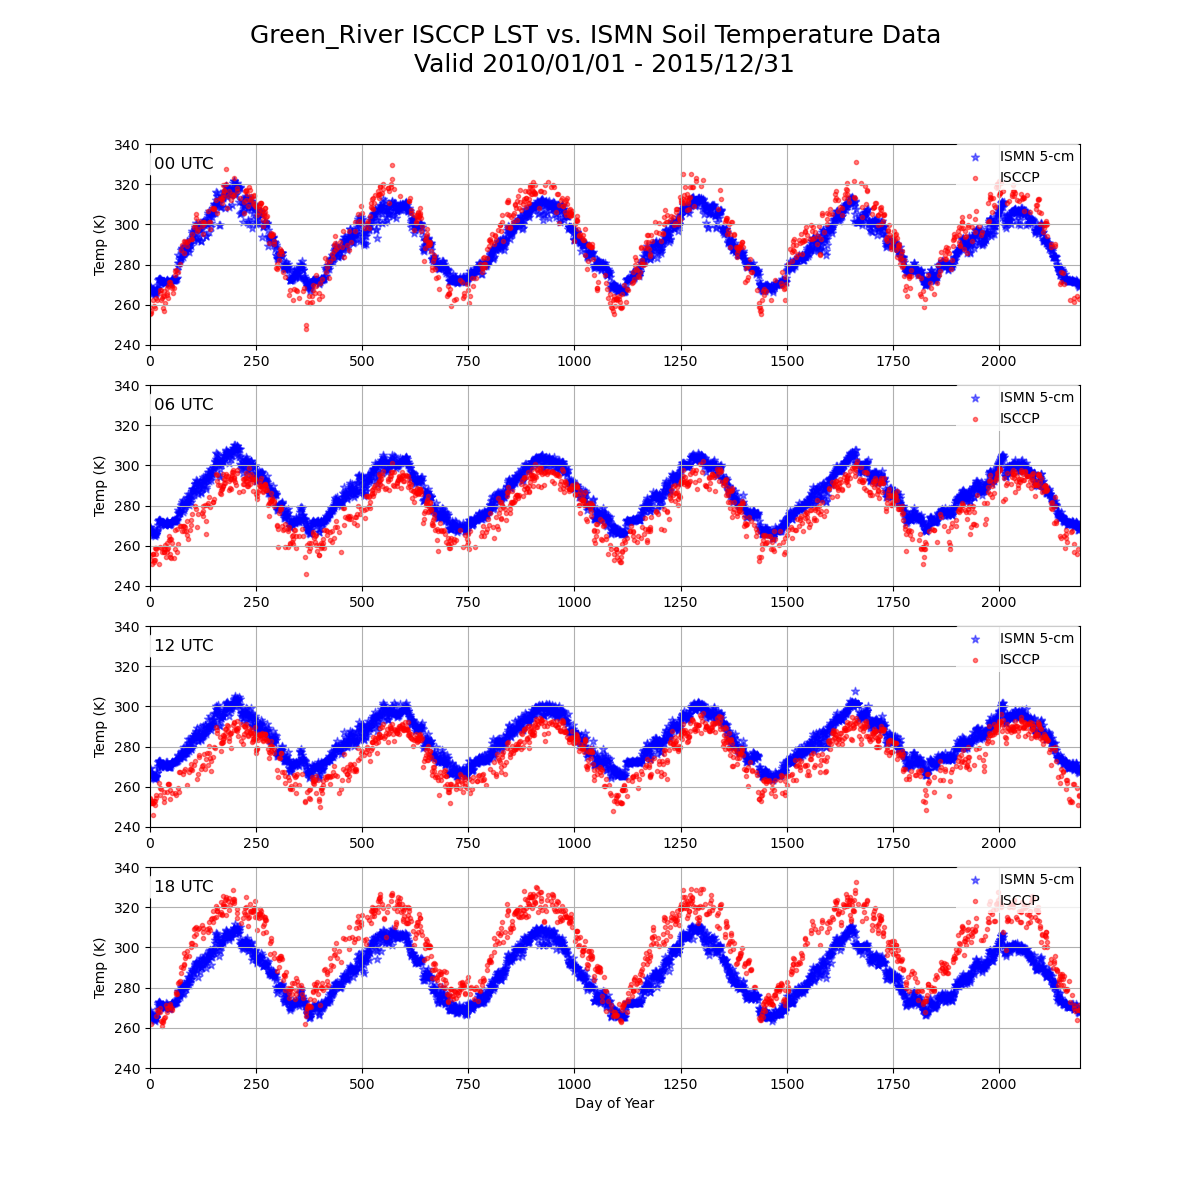 Green_River ISCCP LST vs. ISMN Soil Temperature Data
Valid 2010/01/01 - 2015/12/31
340
320
300
280
260
240
Temp (K)
00 UTC
ISMN 5-cm
ISCCP
0 250 500 750 1000 1250 1500 1750 2000
340
320
300
280
260
240
Temp (K)
06 UTC
ISMN 5-cm
ISCCP
0 250 500 750 1000 1250 1500 1750 2000
340
320
300
280
260
240
Temp (K)
12 UTC
ISMN 5-cm
ISCCP
0 250 500 750 1000 1250 1500 1750 2000
340
320
300
280
260
240
Temp (K)
18 UTC
ISMN 5-cm
ISCCP
0 250 500 750 1000 1250 1500 1750 2000
Day of Year